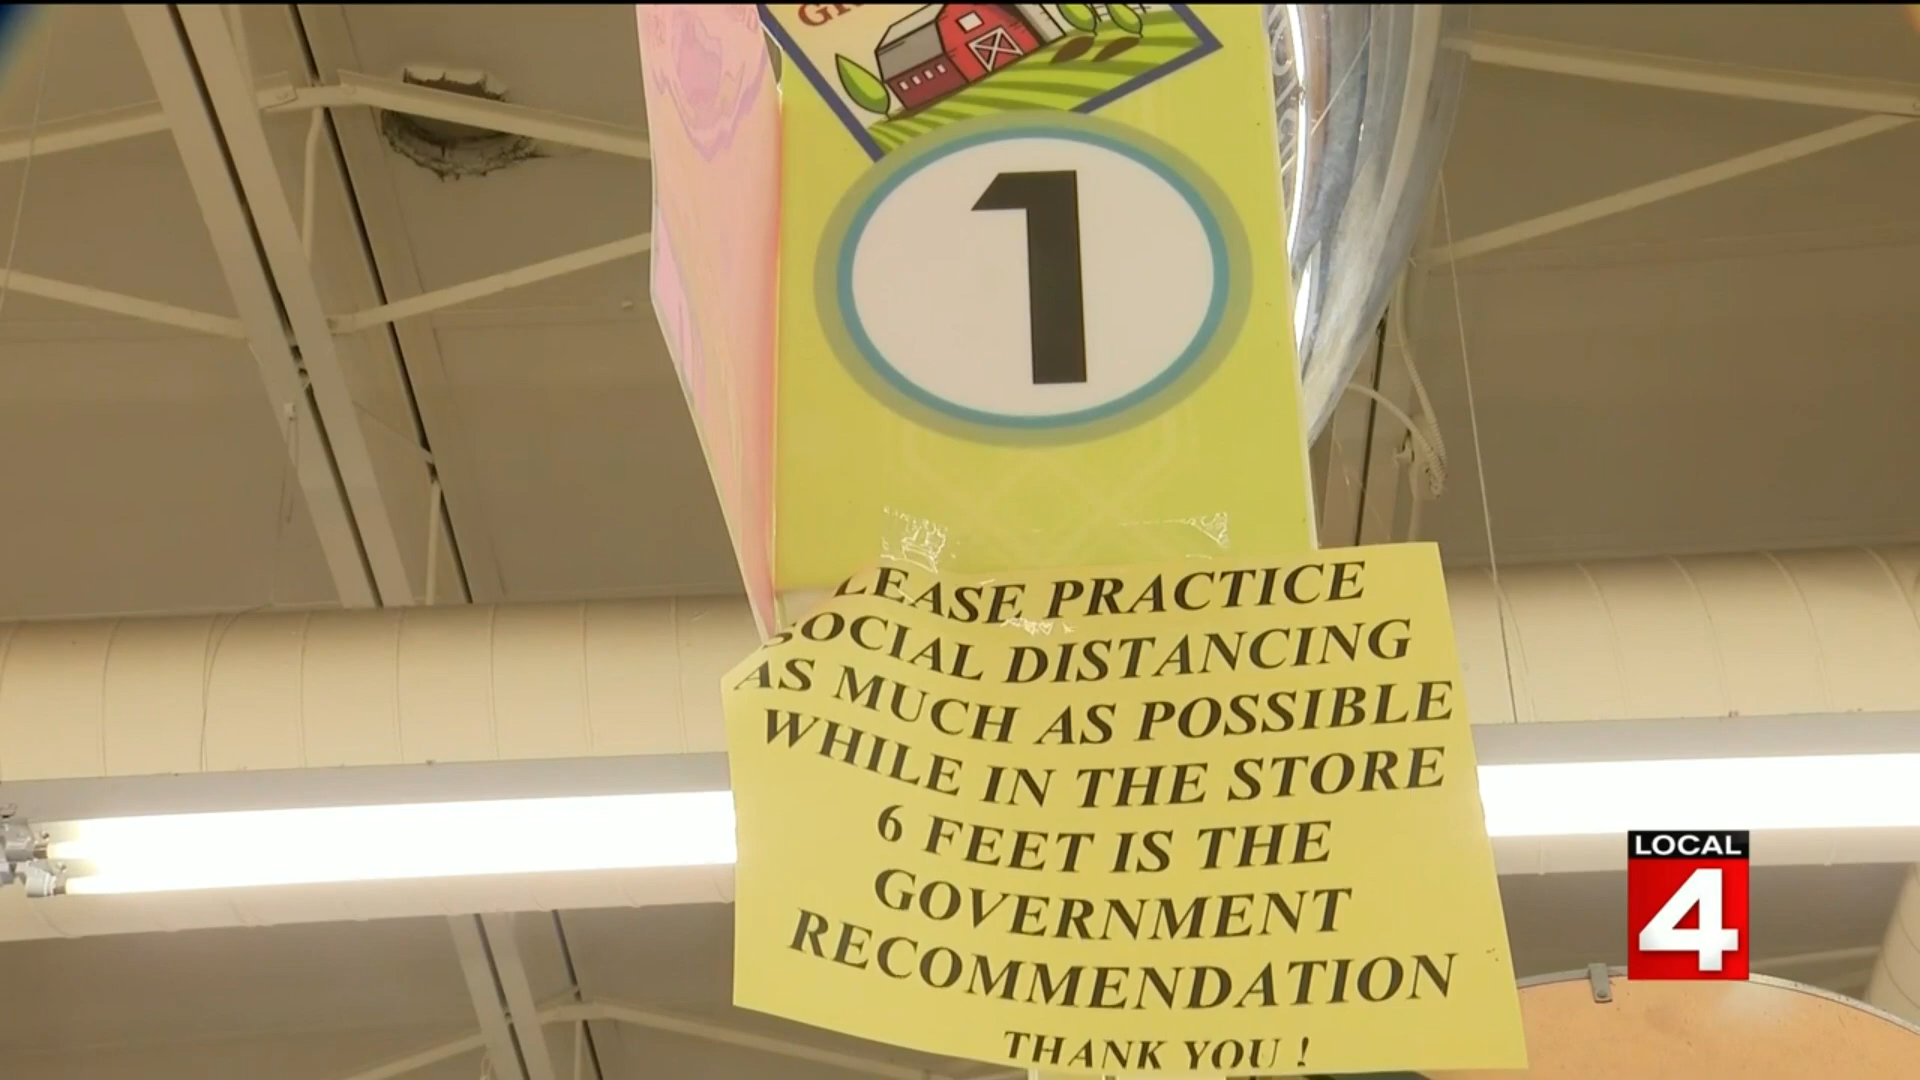 1
LEASE PRACTICE
SOCIAL DISTANCING
AS MUCH AS POSSIBLE
WHILE IN THE STORE
6 FEET IS THE
GOVERNMENT
RECOMMENDATION
THANK YOU !
LOCAL
4